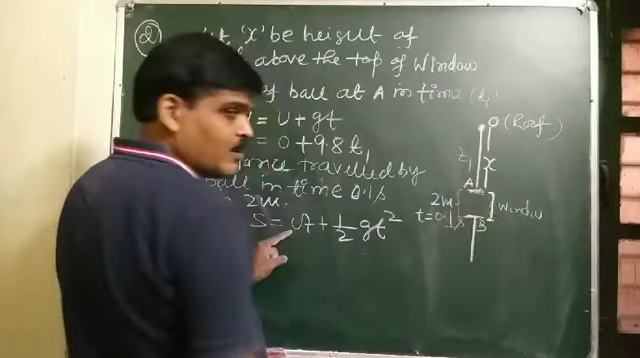 (2)
'x' be height of
above the top of window
of ball at A in time (t₁
= u + gt
= 0 + 9.8 t₁
travelled by
ball in time 0.1s
2m.
S = ut + 1/2 gt²
O (Roof)
t₁
x
A
2m
window
t = 0.1s
B